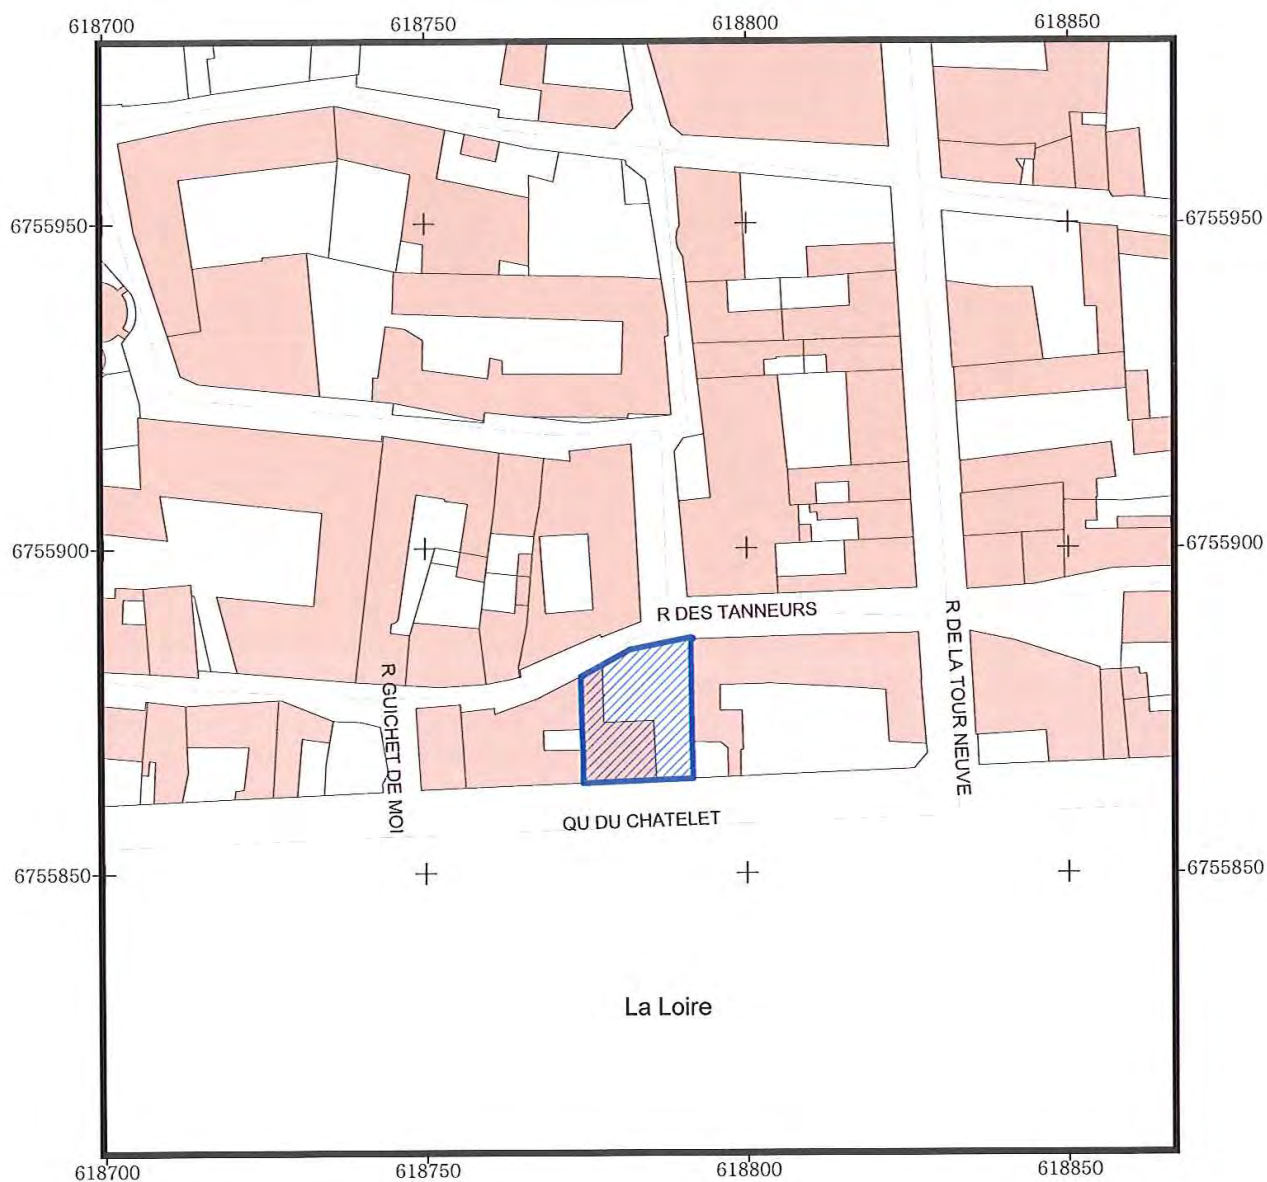 618700
618750
618800
618850
6755950
6755950
6755900
6755900
R DES TANNEURS
R GUICHET DE MOI
R DE LA TOUR NEUVE
QU DU CHATELET
6755850
6755850
La Loire
618700
618750
618800
618850